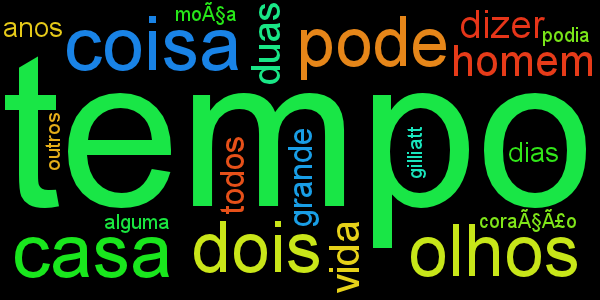 anos
coisa
moÃ§a
duas
pode
dizer
podia
homem
tempo
outros
todos
grande
gilliatt
dias
alguma
casa
dois
vida
coraÃ§Ã£o
olhos